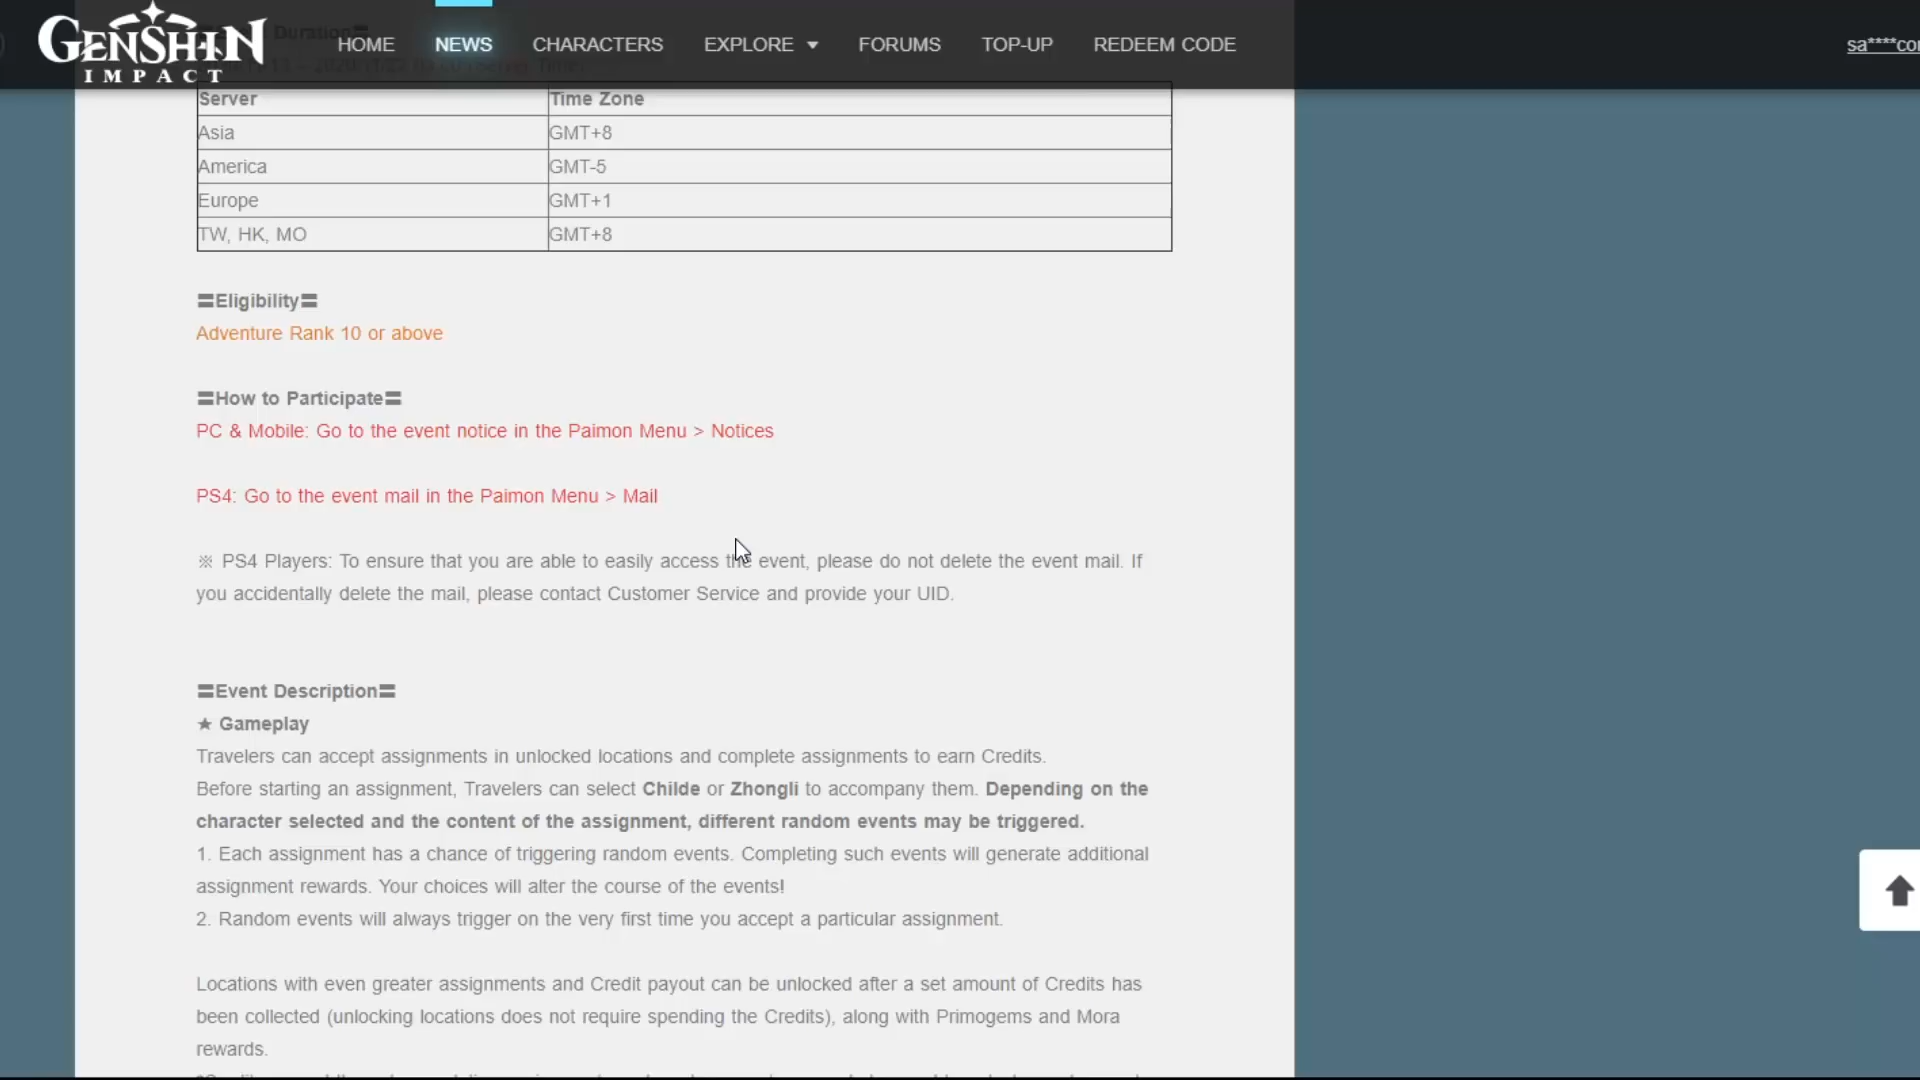 GENSHIN
IMPACT
HOME NEWS CHARACTERS EXPLORE FORUMS TOP-UP REDEEM CODE sa****co
Duration〓
Server Time Zone
Asia GMT+8
America GMT-5
Europe GMT+1
TW, HK, MO GMT+8
〓Eligibility〓
Adventure Rank 10 or above
〓How to Participate〓
PC & Mobile: Go to the event notice in the Paimon Menu > Notices
PS4: Go to the event mail in the Paimon Menu > Mail
※ PS4 Players: To ensure that you are able to easily access the event, please do not delete the event mail. If
you accidentally delete the mail, please contact Customer Service and provide your UID.
〓Event Description〓
★ Gameplay
Travelers can accept assignments in unlocked locations and complete assignments to earn Credits.
Before starting an assignment, Travelers can select Childe or Zhongli to accompany them. Depending on the
character selected and the content of the assignment, different random events may be triggered.
1. Each assignment has a chance of triggering random events. Completing such events will generate additional
assignment rewards. Your choices will alter the course of the events!
2. Random events will always trigger on the very first time you accept a particular assignment.
Locations with even greater assignments and Credit payout can be unlocked after a set amount of Credits has
been collected (unlocking locations does not require spending the Credits), along with Primogems and Mora
rewards.